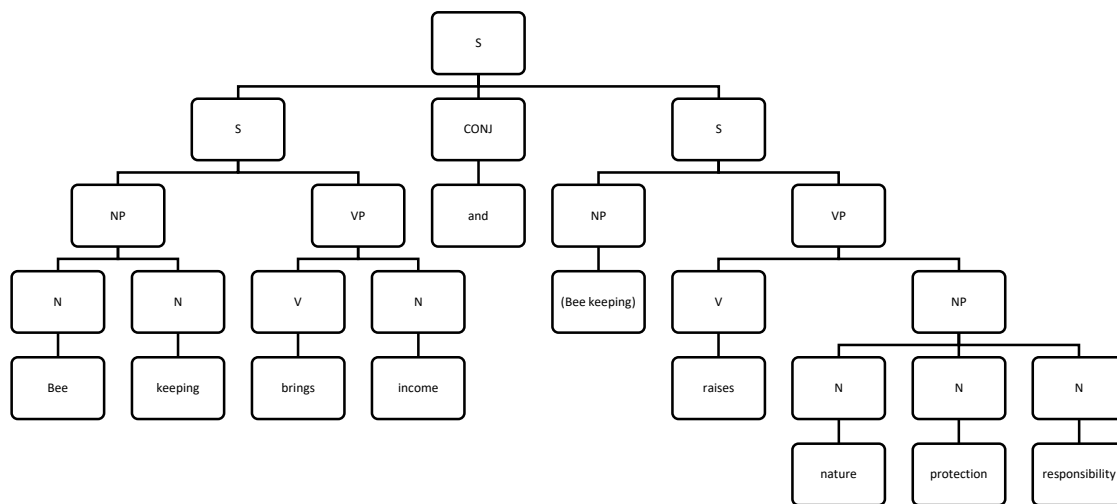 S
S CONJ S
NP VP and NP VP
N N V N (Bee keeping) V NP
Bee keeping brings income raises N N N
nature protection responsibility